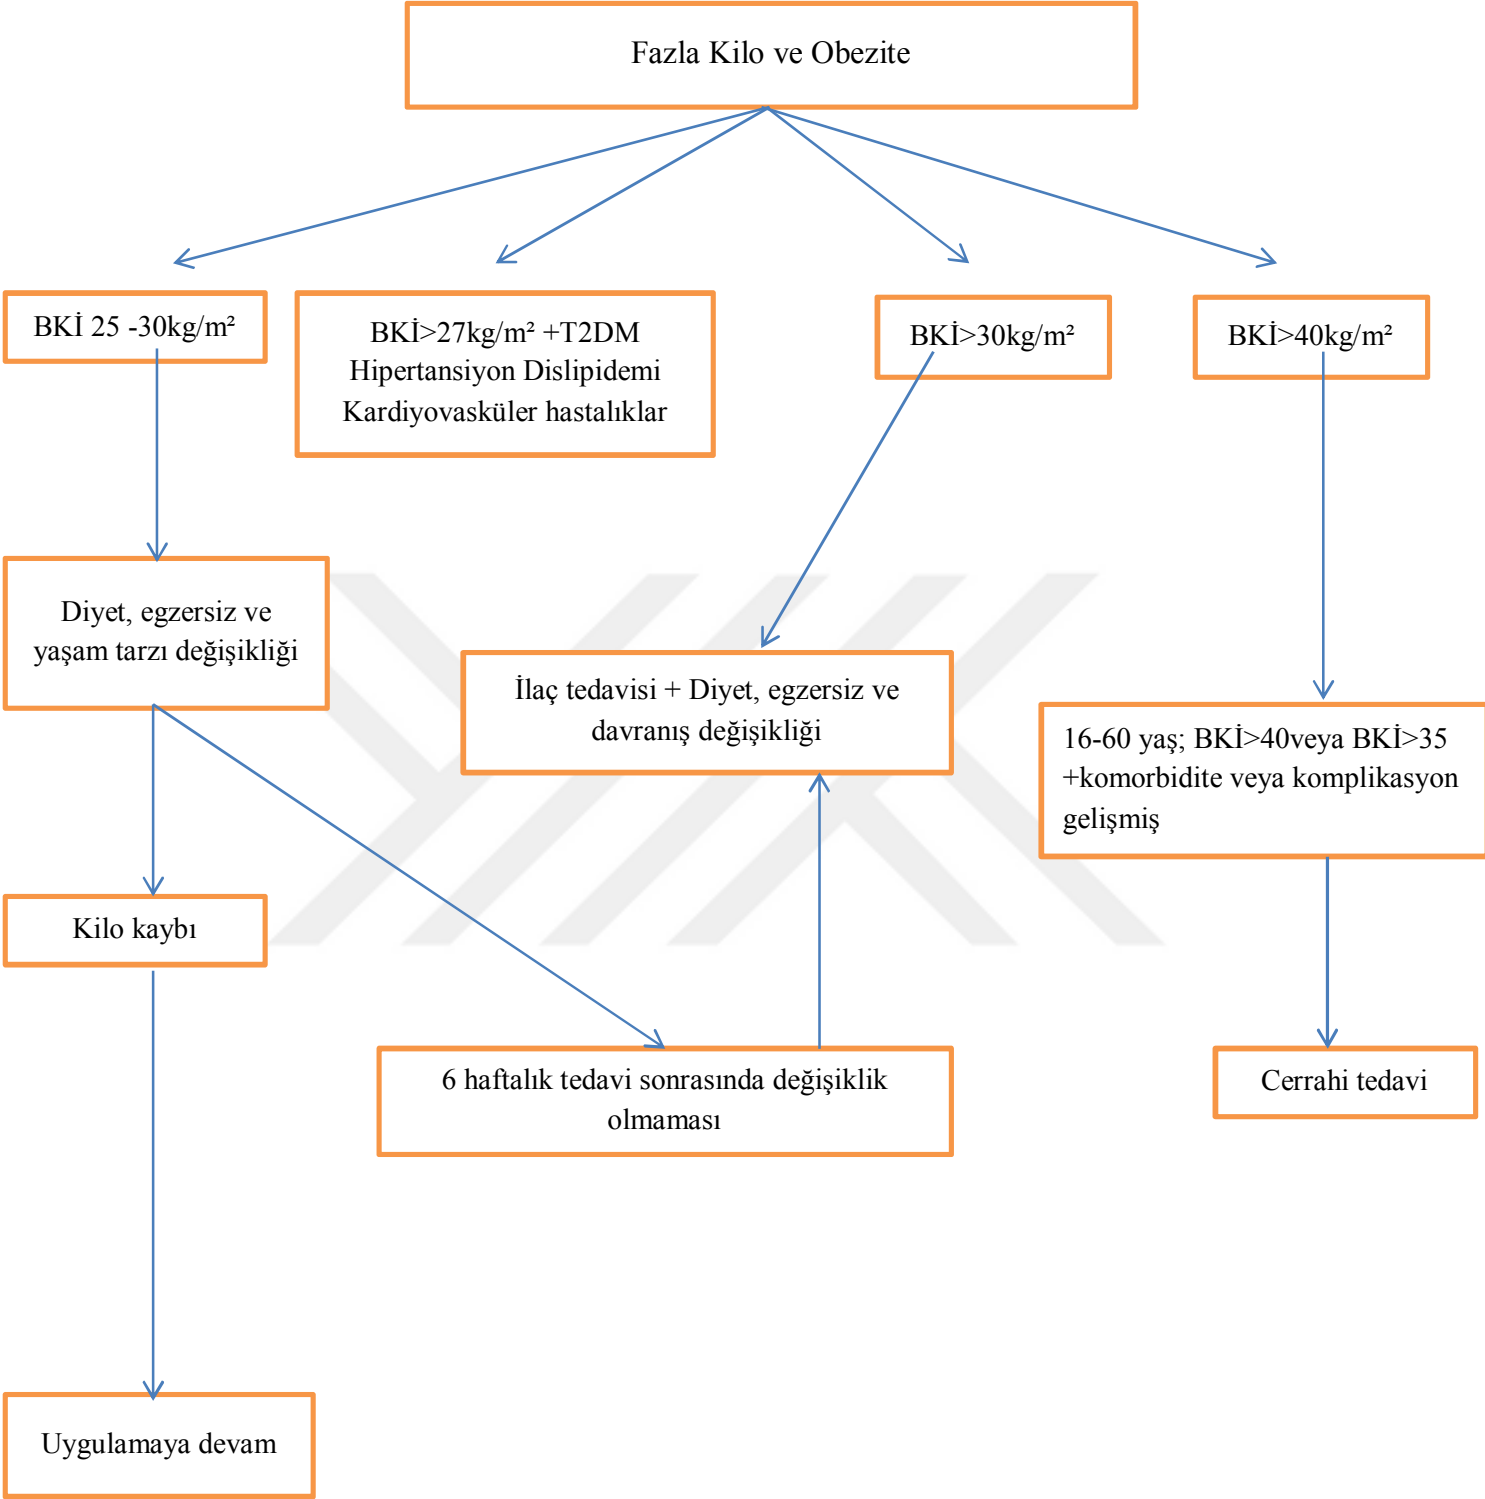 Fazla Kilo ve Obezite
BKİ 25 -30kg/m²
BKİ>27kg/m² +T2DM
Hipertansiyon Dislipidemi
Kardiyovasküler hastalıklar
BKİ>30kg/m²
BKİ>40kg/m²
Diyet, egzersiz ve
yaşam tarzı değişikliği
İlaç tedavisi + Diyet, egzersiz ve
davranış değişikliği
16-60 yaş; BKİ>40veya BKİ>35
+komorbidite veya komplikasyon
gelişmiş
Kilo kaybı
6 haftalık tedavi sonrasında değişiklik
olmaması
Cerrahi tedavi
Uygulamaya devam